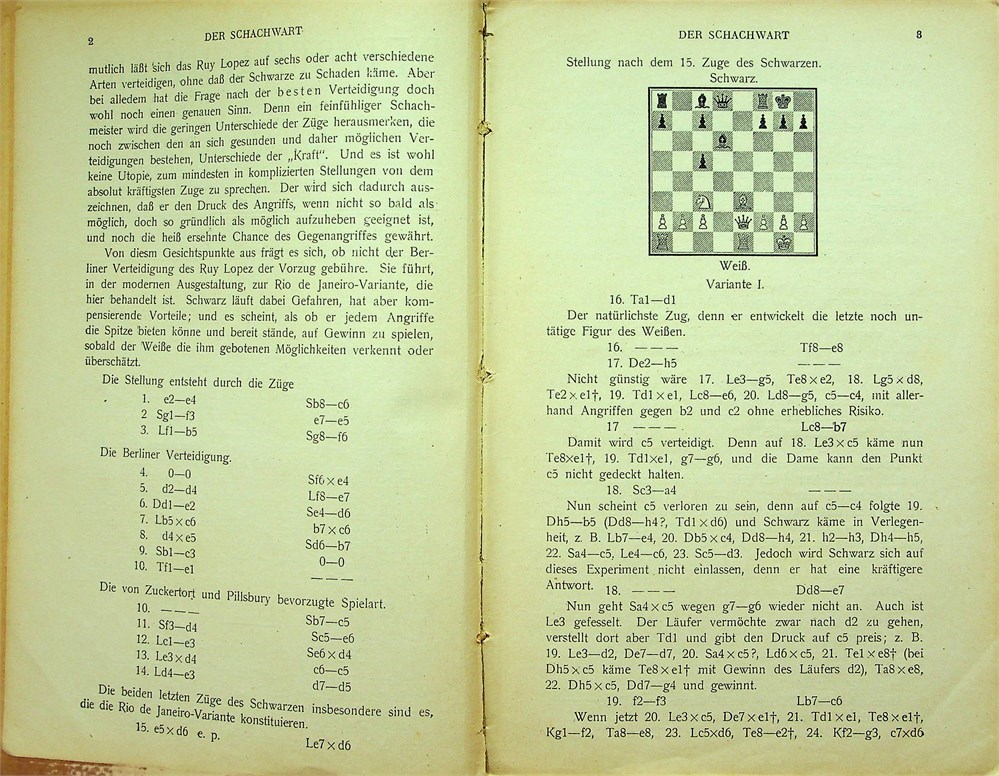 2
DER SCHACHWART
mutlich läßt sich das Ruy Lopez auf sechs oder acht verschiedene
Arten verteidigen, ohne daß der Schwarze zu Schaden käme. Aber
bei alledem hat die Frage nach der besten Verteidigung doch
wohl noch einen genauen Sinn. Denn ein feinfühliger Schach-
meister wird die geringen Unterschiede der Züge herausmerken, die
noch zwischen den an sich gesunden und daher möglichen Ver-
teidigungen bestehen, Unterschiede der „Kraft“. Und es ist wohl
keine Utopie, zum mindesten in komplizierten Stellungen von dem
absolut kräftigsten Zuge zu sprechen. Der wird sich dadurch aus-
zeichnen, daß er den Druck des Angriffs, wenn nicht so bald als
möglich, doch so gründlich als möglich aufzuheben geeignet ist,
und noch die heiß ersehnte Chance des Gegenangriffes gewährt.
Von diesm Gesichtspunkte aus frägt es sich, ob nicht der Ber-
liner Verteidigung des Ruy Lopez der Vorzug gebühre. Sie führt,
in der modernen Ausgestaltung, zur Rio de Janeiro-Variante, die
hier behandelt ist. Schwarz läuft dabei Gefahren, hat aber kom-
pensierende Vorteile; und es scheint, als ob er jedem Angriffe
die Spitze bieten könne und bereit stände, auf Gewinn zu spielen,
sobald der Weiße die ihm gebotenen Möglichkeiten verkennt oder
überschätzt.
Die Stellung entsteht durch die Züge
1. e2—e4 Sb8—c6
2 Sg1—f3 e7—e5
3. Lf1—b5 Sg8—f6
Die Berliner Verteidigung.
4. 0—0 Sf6×e4
5. d2—d4 Lf8—e7
6. Dd1—e2 Se4—d6
7. Lb5×c6 b7×c6
8. d4×e5 Sd6—b7
9. Sb1—c3 0—0
10. Tf1—e1 — — —
Die von Zuckertort und Pillsbury bevorzugte Spielart.
10. — — — Sb7—c5
11. Sf3—d4 Sc5—e6
12. Lc1—e3 Se6×d4
13. Le3×d4 c6—c5
14. Ld4—e3 d7—d5
Die beiden letzten Züge des Schwarzen insbesondere sind es,
die die Rio de Janeiro-Variante konstituieren.
15. e5×d6 e. p. Le7×d6
DER SCHACHWART
3
Stellung nach dem 15. Zuge des Schwarzen.
Schwarz.
Weiß.
Variante I.
16. Ta1—d1
Der natürlichste Zug, denn er entwickelt die letzte noch un-
tätige Figur des Weißen.
16. — — — Tf8—e8
17. De2—h5 — — —
Nicht günstig wäre 17. Le3—g5, Te8×e2, 18. Lg5×d8,
Te2×e1†, 19. Td1×e1, Lc8—e6, 20. Ld8—g5, c5—c4, mit aller-
hand Angriffen gegen b2 und c2 ohne erhebliches Risiko.
17 — — — . Lc8—b7
Damit wird c5 verteidigt. Denn auf 18. Le3×c5 käme nun
Te8×e1†, 19. Td1×e1, g7—g6, und die Dame kann den Punkt
c5 nicht gedeckt halten.
18. Sc3—a4 — — —
Nun scheint c5 verloren zu sein, denn auf c5—c4 folgte 19.
Dh5—b5 (Dd8—h4?, Td1×d6) und Schwarz käme in Verlegen-
heit, z. B. Lb7—e4, 20. Db5×c4, Dd8—h4, 21. h2—h3, Dh4—h5,
22. Sa4—c5, Le4—c6, 23. Sc5—d3. Jedoch wird Schwarz sich auf
dieses Experiment nicht einlassen, denn er hat eine kräftigere
Antwort. 18. — — — Dd8—e7
Nun geht Sa4×c5 wegen g7—g6 wieder nicht an. Auch ist
Le3 gefesselt. Der Läufer vermöchte zwar nach d2 zu gehen,
verstellt dort aber Td1 und gibt den Druck auf c5 preis; z. B.
19. Le3—d2, De7—d7, 20. Sa4×c5?, Ld6×c5, 21. Te1×e8† (bei
Dh5×c5 käme Te8×e1† mit Gewinn des Läufers d2), Ta8×e8,
22. Dh5×c5, Dd7—g4 und gewinnt.
19. f2—f3 Lb7—c6
Wenn jetzt 20. Le3×c5, De7×e1†, 21. Td1×e1, Te8×e1†,
Kg1—f2, Ta8—e8, 23. Lc5×d6, Te8—e2†, 24. Kf2—g3, c7×d6